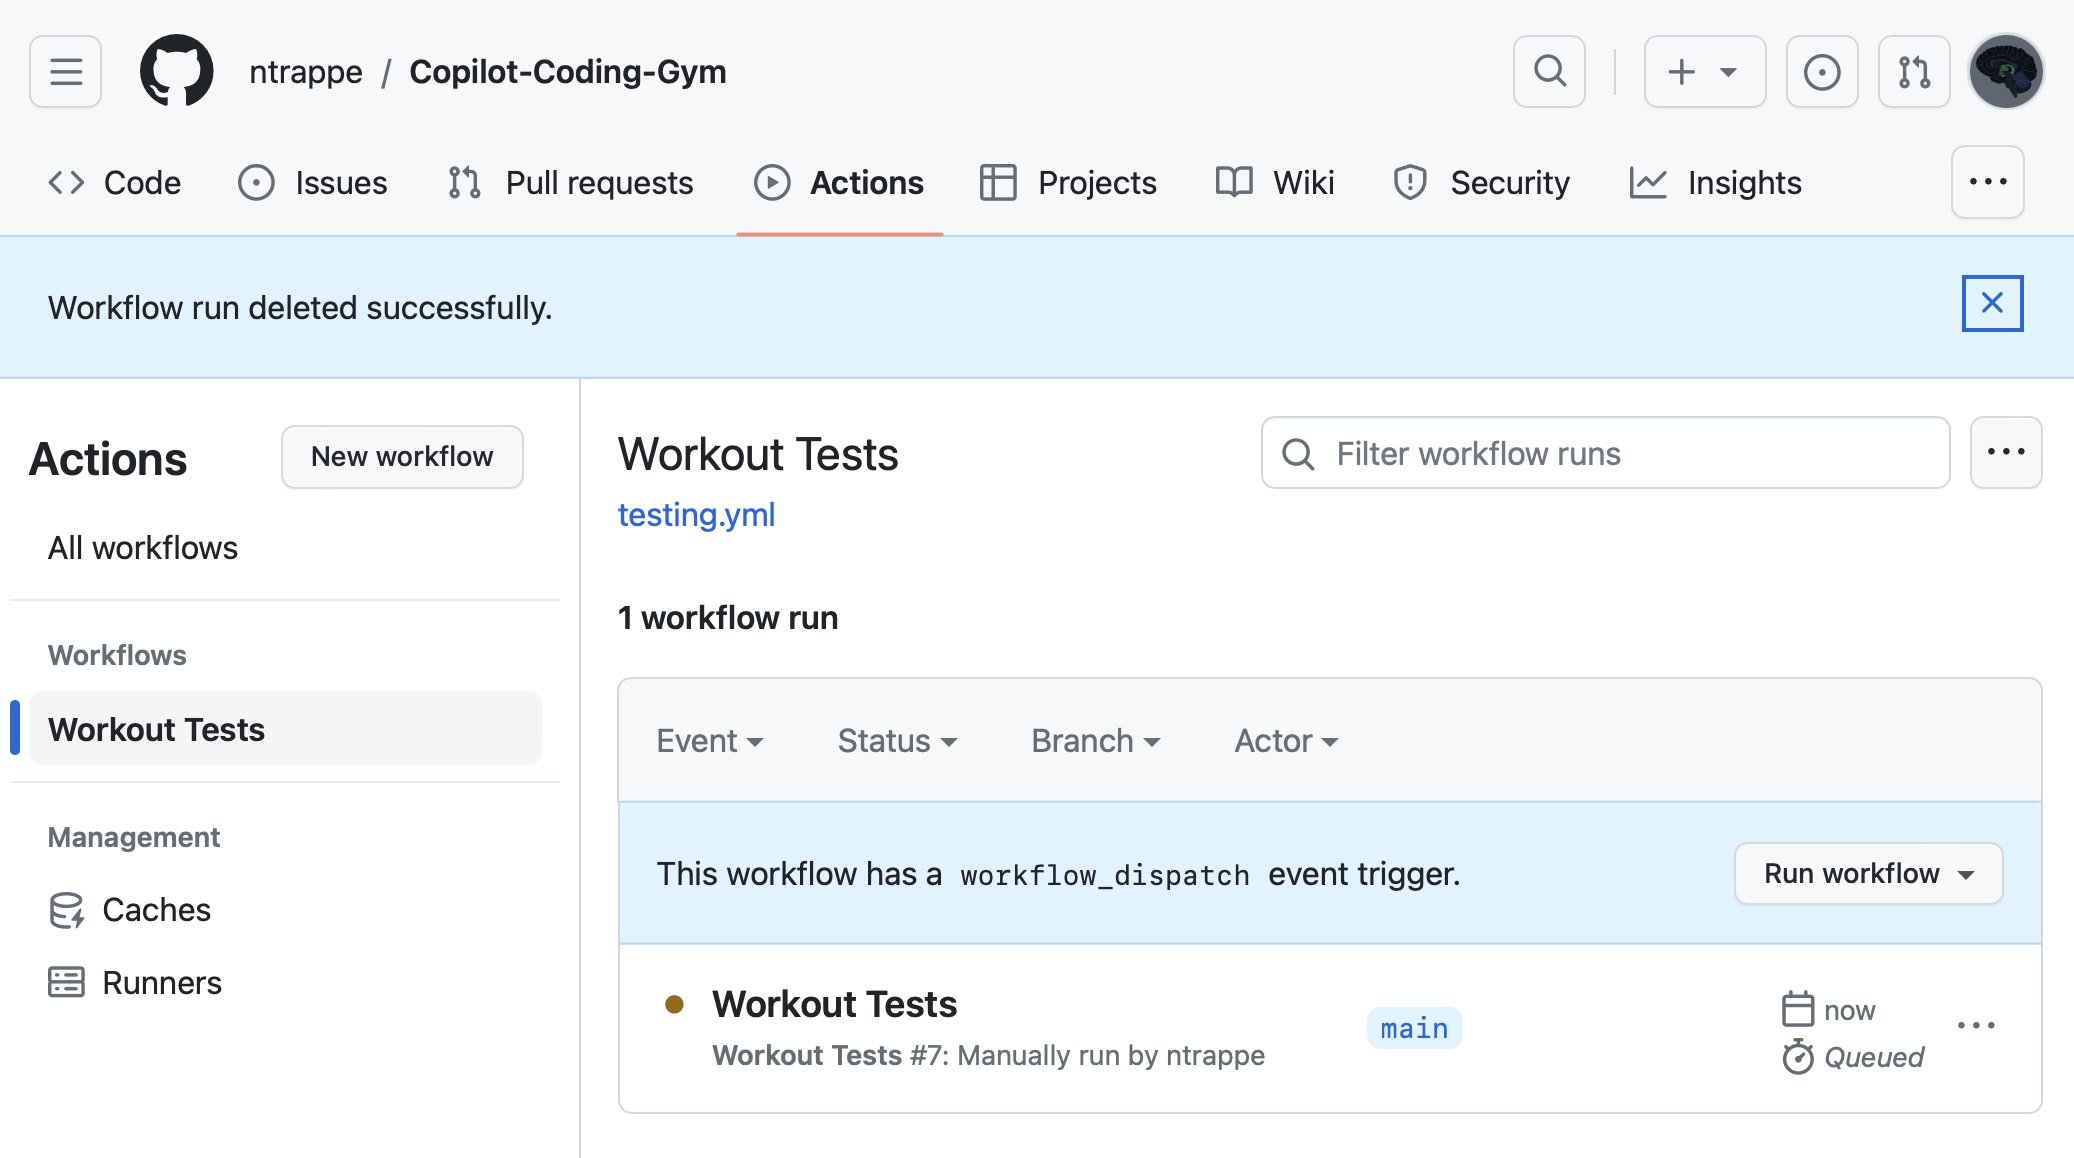 ntrappe / Copilot-Coding-Gym
Code Issues Pull requests Actions Projects Wiki Security Insights
Workflow run deleted successfully.
Actions
New workflow
All workflows
Workflows
Workout Tests
Management
Caches
Runners
Workout Tests
testing.yml
Filter workflow runs
1 workflow run
Event Status Branch Actor
This workflow has a workflow_dispatch event trigger.
Run workflow
Workout Tests
Workout Tests #7: Manually run by ntrappe
main
now
Queued